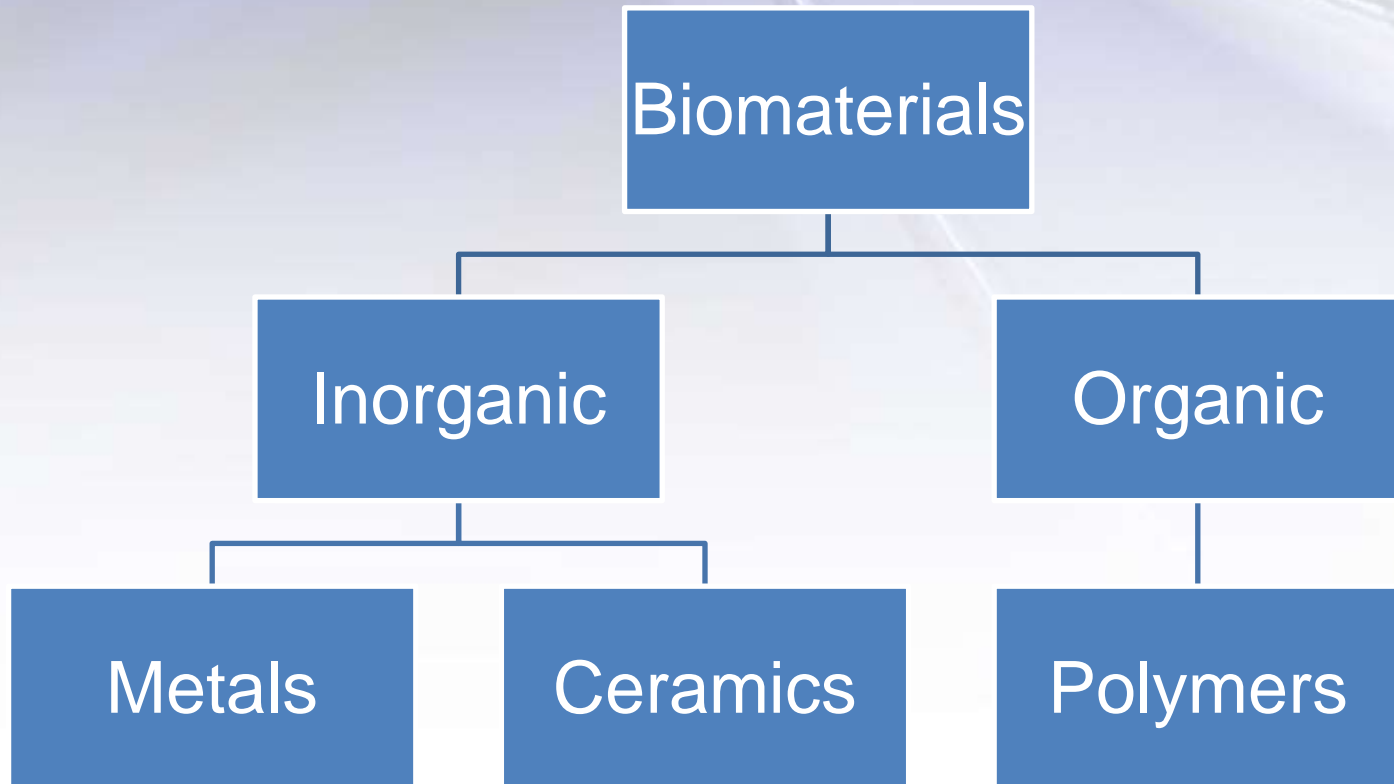 Biomaterials
Inorganic
Organic
Metals
Ceramics
Polymers